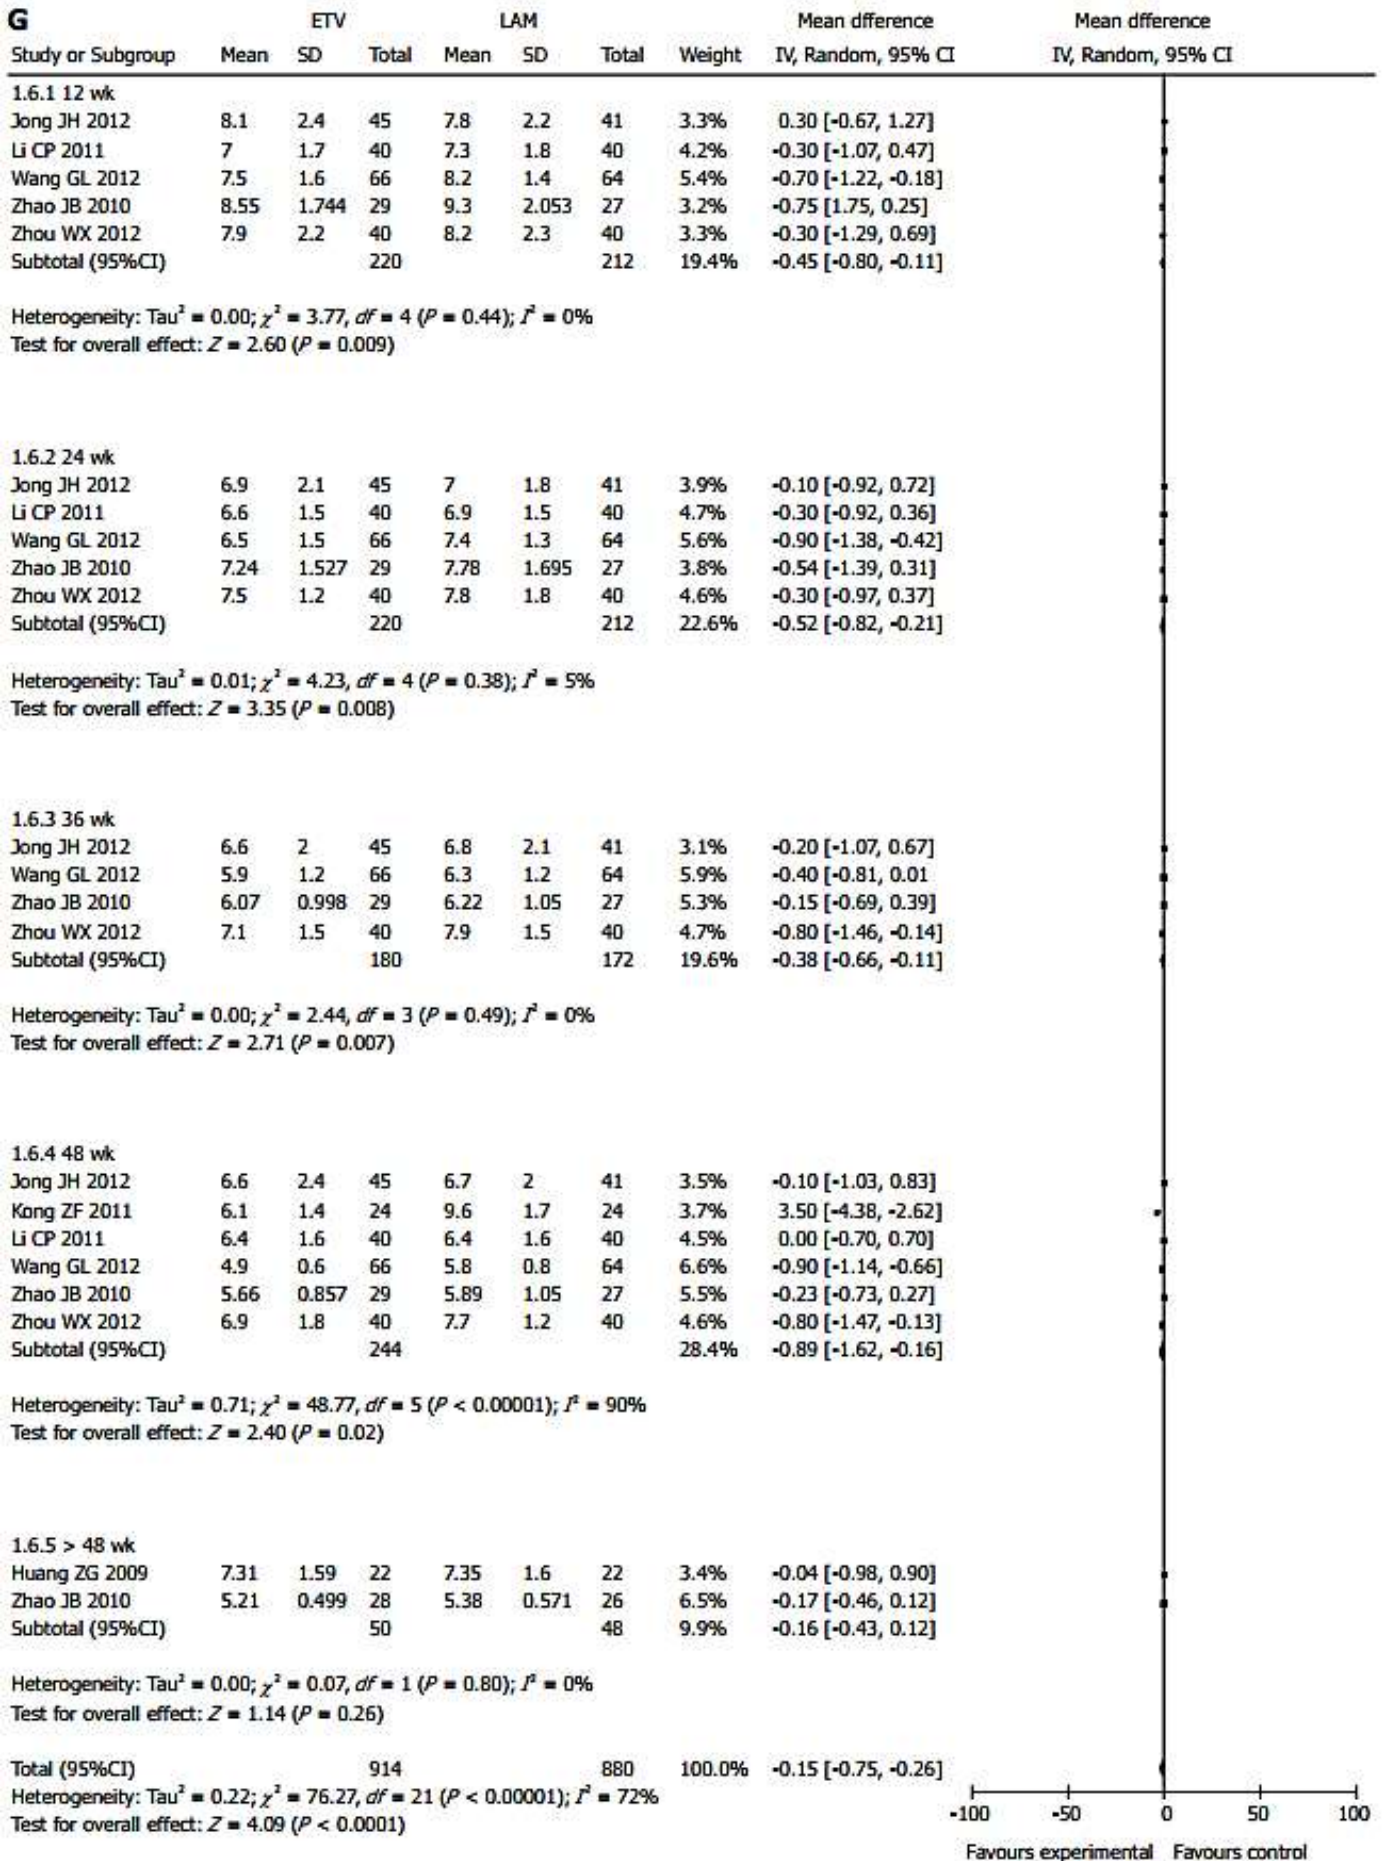 G ETV LAM Mean dfference Mean dfference
Study or Subgroup Mean SD Total Mean SD Total Weight IV, Random, 95% CI IV, Random, 95% CI
1.6.1 12 wk
Jong JH 2012 8.1 2.4 45 7.8 2.2 41 3.3% 0.30 [-0.67, 1.27]
Li CP 2011 7 1.7 40 7.3 1.8 40 4.2% -0.30 [-1.07, 0.47]
Wang GL 2012 7.5 1.6 66 8.2 1.4 64 5.4% -0.70 [-1.22, -0.18]
Zhao JB 2010 8.55 1.744 29 9.3 2.053 27 3.2% -0.75 [1.75, 0.25]
Zhou WX 2012 7.9 2.2 40 8.2 2.3 40 3.3% -0.30 [-1.29, 0.69]
Subtotal (95%CI) 220 212 19.4% -0.45 [-0.80, -0.11]
Heterogeneity: Tau² = 0.00; χ² = 3.77, df = 4 (P = 0.44); I² = 0%
Test for overall effect: Z = 2.60 (P = 0.009)
1.6.2 24 wk
Jong JH 2012 6.9 2.1 45 7 1.8 41 3.9% -0.10 [-0.92, 0.72]
Li CP 2011 6.6 1.5 40 6.9 1.5 40 4.7% -0.30 [-0.92, 0.36]
Wang GL 2012 6.5 1.5 66 7.4 1.3 64 5.6% -0.90 [-1.38, -0.42]
Zhao JB 2010 7.24 1.527 29 7.78 1.695 27 3.8% -0.54 [-1.39, 0.31]
Zhou WX 2012 7.5 1.2 40 7.8 1.8 40 4.6% -0.30 [-0.97, 0.37]
Subtotal (95%CI) 220 212 22.6% -0.52 [-0.82, -0.21]
Heterogeneity: Tau² = 0.01; χ² = 4.23, df = 4 (P = 0.38); I² = 5%
Test for overall effect: Z = 3.35 (P = 0.008)
1.6.3 36 wk
Jong JH 2012 6.6 2 45 6.8 2.1 41 3.1% -0.20 [-1.07, 0.67]
Wang GL 2012 5.9 1.2 66 6.3 1.2 64 5.9% -0.40 [-0.81, 0.01
Zhao JB 2010 6.07 0.998 29 6.22 1.05 27 5.3% -0.15 [-0.69, 0.39]
Zhou WX 2012 7.1 1.5 40 7.9 1.5 40 4.7% -0.80 [-1.46, -0.14]
Subtotal (95%CI) 180 172 19.6% -0.38 [-0.66, -0.11]
Heterogeneity: Tau² = 0.00; χ² = 2.44, df = 3 (P = 0.49); I² = 0%
Test for overall effect: Z = 2.71 (P = 0.007)
1.6.4 48 wk
Jong JH 2012 6.6 2.4 45 6.7 2 41 3.5% -0.10 [-1.03, 0.83]
Kong ZF 2011 6.1 1.4 24 9.6 1.7 24 3.7% 3.50 [-4.38, -2.62]
Li CP 2011 6.4 1.6 40 6.4 1.6 40 4.5% 0.00 [-0.70, 0.70]
Wang GL 2012 4.9 0.6 66 5.8 0.8 64 6.6% -0.90 [-1.14, -0.66]
Zhao JB 2010 5.66 0.857 29 5.89 1.05 27 5.5% -0.23 [-0.73, 0.27]
Zhou WX 2012 6.9 1.8 40 7.7 1.2 40 4.6% -0.80 [-1.47, -0.13]
Subtotal (95%CI) 244 28.4% -0.89 [-1.62, -0.16]
Heterogeneity: Tau² = 0.71; χ² = 48.77, df = 5 (P < 0.00001); I² = 90%
Test for overall effect: Z = 2.40 (P = 0.02)
1.6.5 > 48 wk
Huang ZG 2009 7.31 1.59 22 7.35 1.6 22 3.4% -0.04 [-0.98, 0.90]
Zhao JB 2010 5.21 0.499 28 5.38 0.571 26 6.5% -0.17 [-0.46, 0.12]
Subtotal (95%CI) 50 48 9.9% -0.16 [-0.43, 0.12]
Heterogeneity: Tau² = 0.00; χ² = 0.07, df = 1 (P = 0.80); I² = 0%
Test for overall effect: Z = 1.14 (P = 0.26)
Total (95%CI) 914 880 100.0% -0.15 [-0.75, -0.26]
Heterogeneity: Tau² = 0.22; χ² = 76.27, df = 21 (P < 0.00001); I² = 72%
Test for overall effect: Z = 4.09 (P < 0.0001)
-100 -50 0 50 100
Favours experimental Favours control